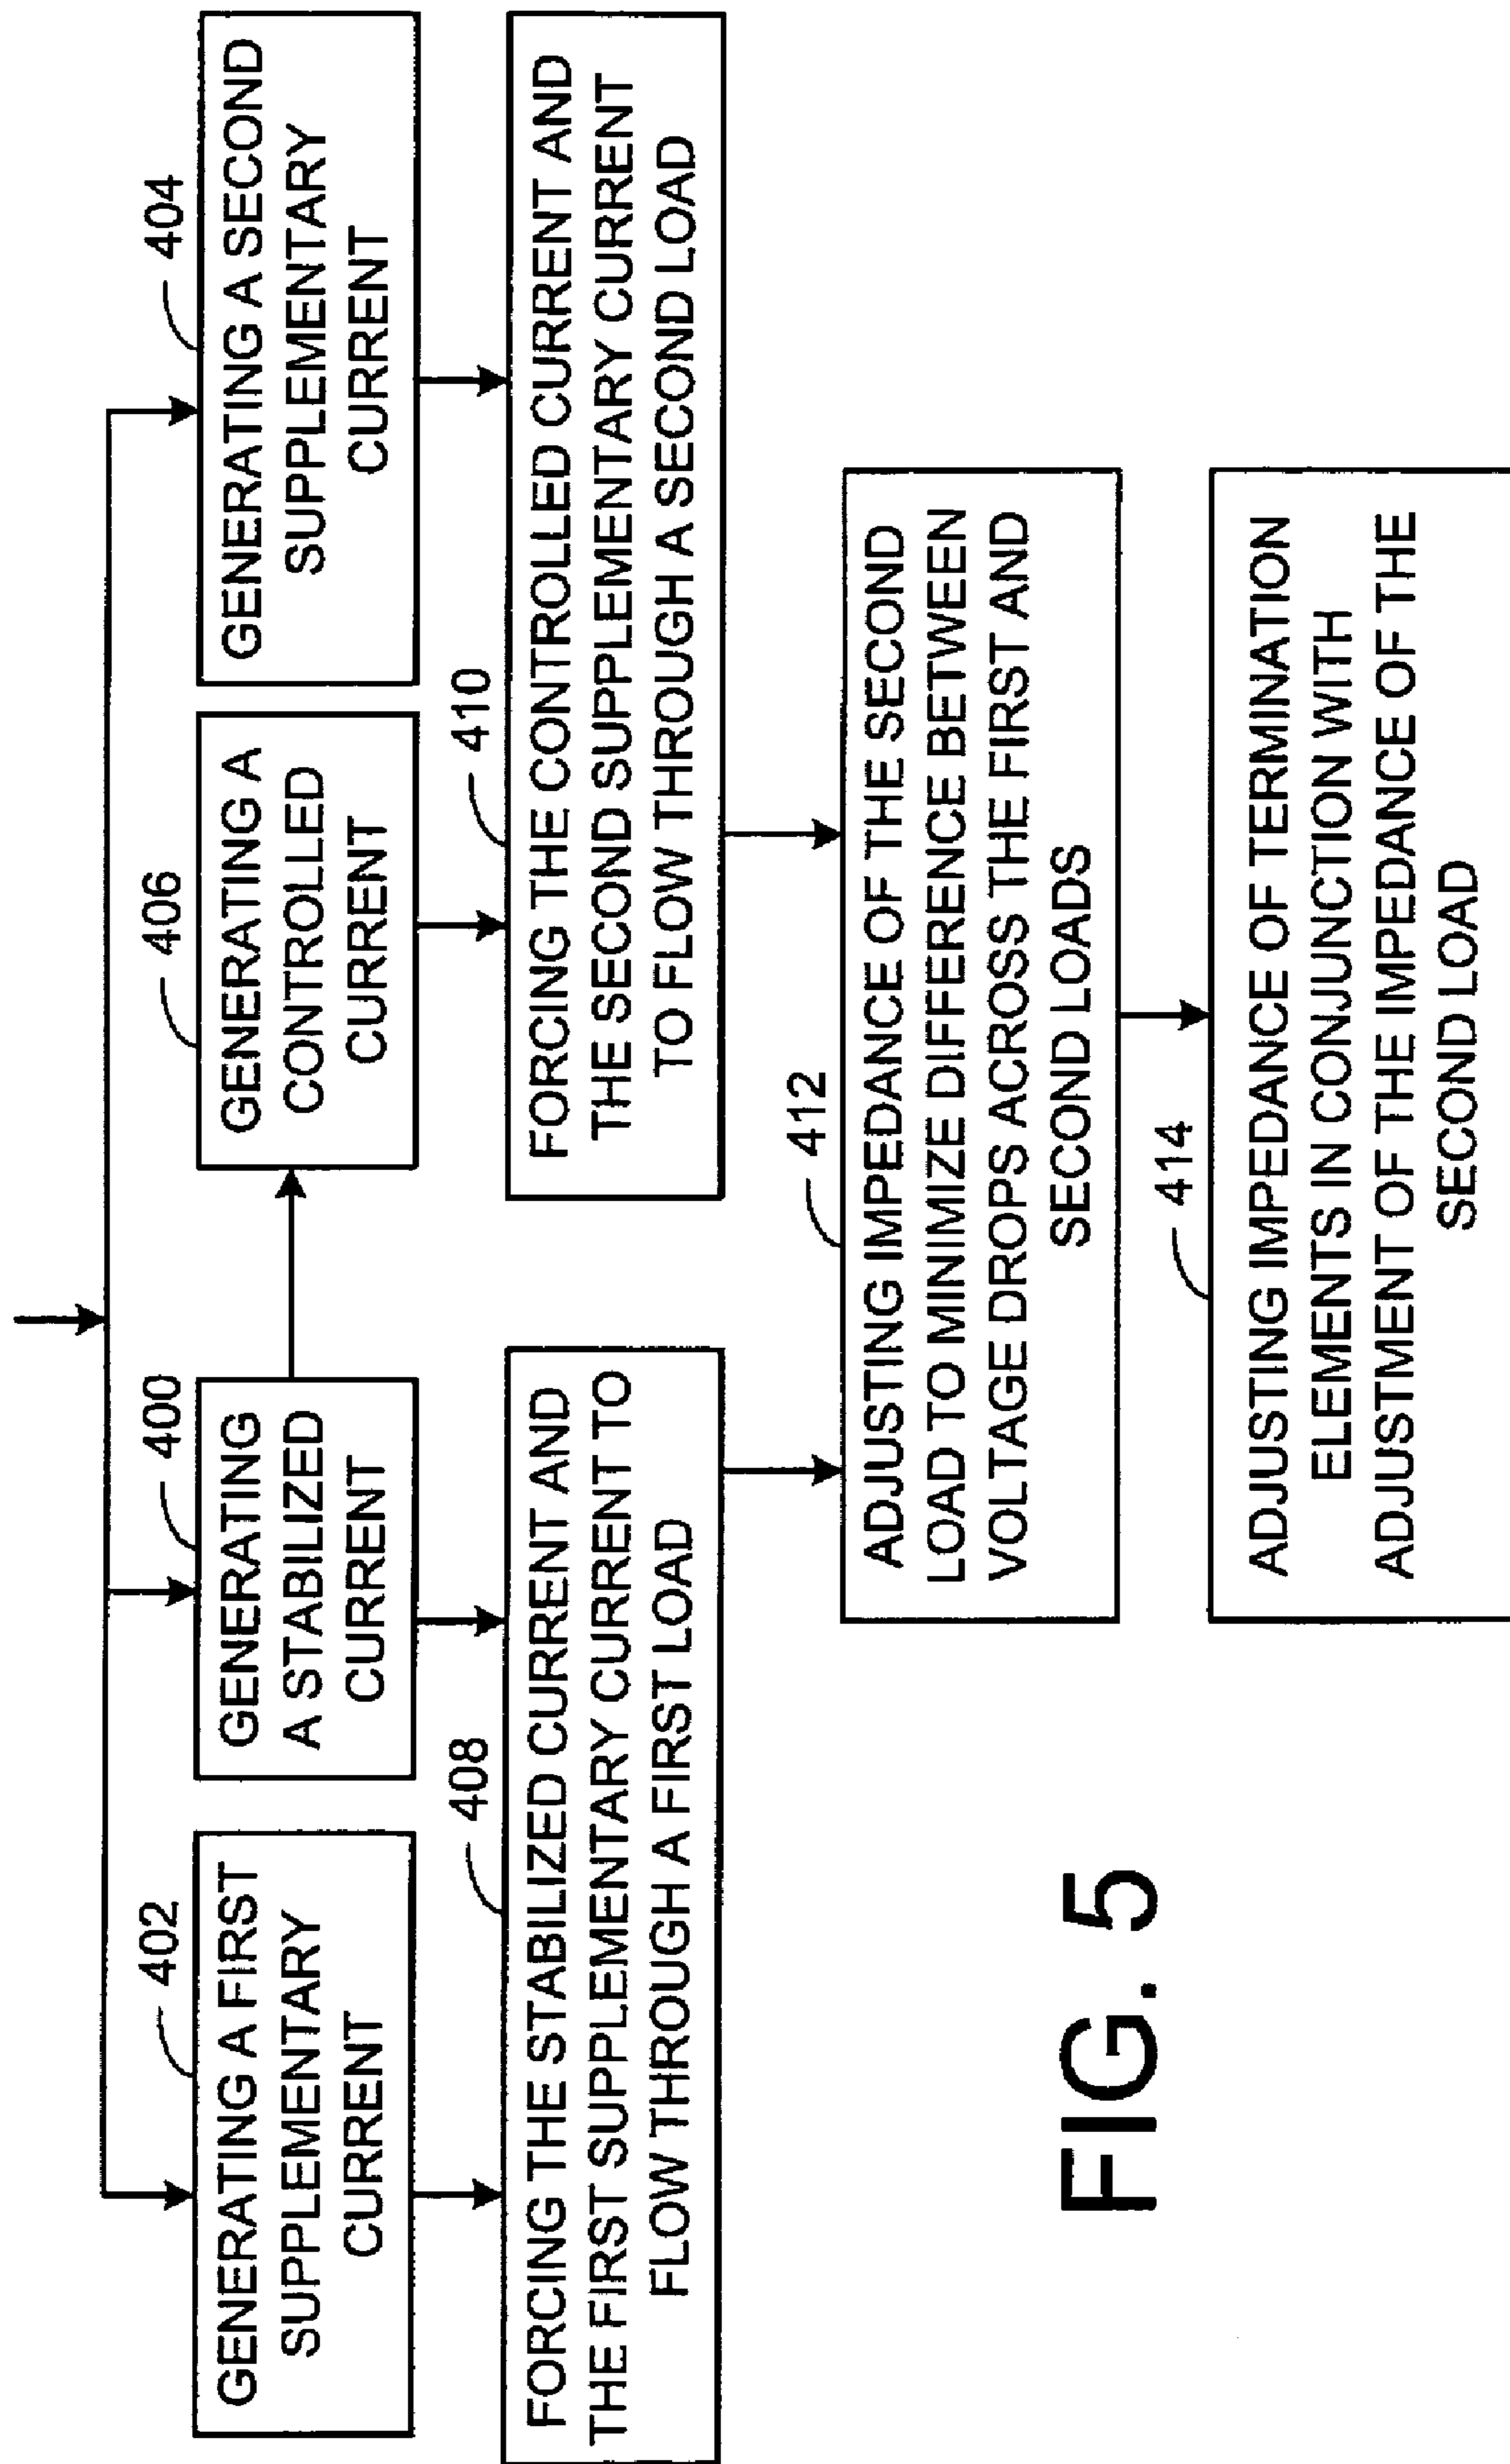 402
GENERATING A FIRST
SUPPLEMENTARY
CURRENT
400
GENERATING
A STABILIZED
CURRENT
406
GENERATING A
CONTROLLED
CURRENT
404
GENERATING A SECOND
SUPPLEMENTARY
CURRENT
408
FORCING THE STABILIZED CURRENT AND
THE FIRST SUPPLEMENTARY CURRENT TO
FLOW THROUGH A FIRST LOAD
410
FORCING THE CONTROLLED CURRENT AND
THE SECOND SUPPLEMENTARY CURRENT
TO FLOW THROUGH A SECOND LOAD
412
ADJUSTING IMPEDANCE OF THE SECOND
LOAD TO MINIMIZE DIFFERENCE BETWEEN
VOLTAGE DROPS ACROSS THE FIRST AND
SECOND LOADS
414
ADJUSTING IMPEDANCE OF TERMINATION
ELEMENTS IN CONJUNCTION WITH
ADJUSTMENT OF THE IMPEDANCE OF THE
SECOND LOAD
FIG. 5